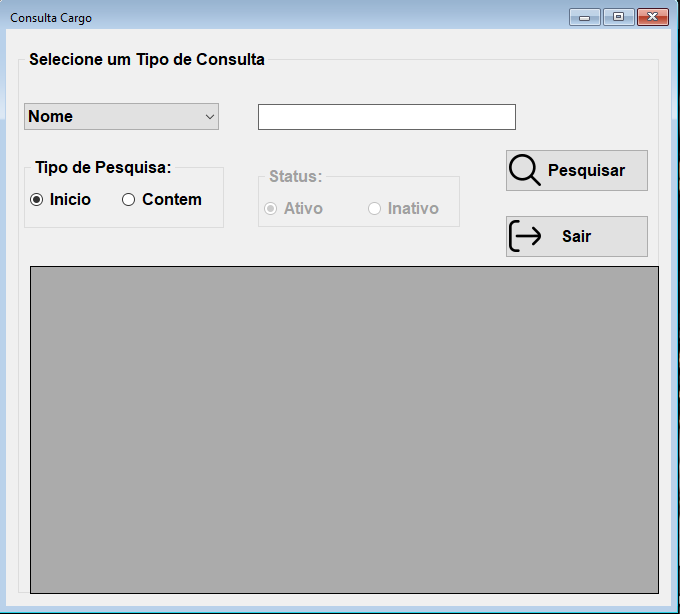 Consulta Cargo
Selecione um Tipo de Consulta
Nome
Tipo de Pesquisa:
Inicio Contem
Status:
Ativo Inativo
Pesquisar
Sair